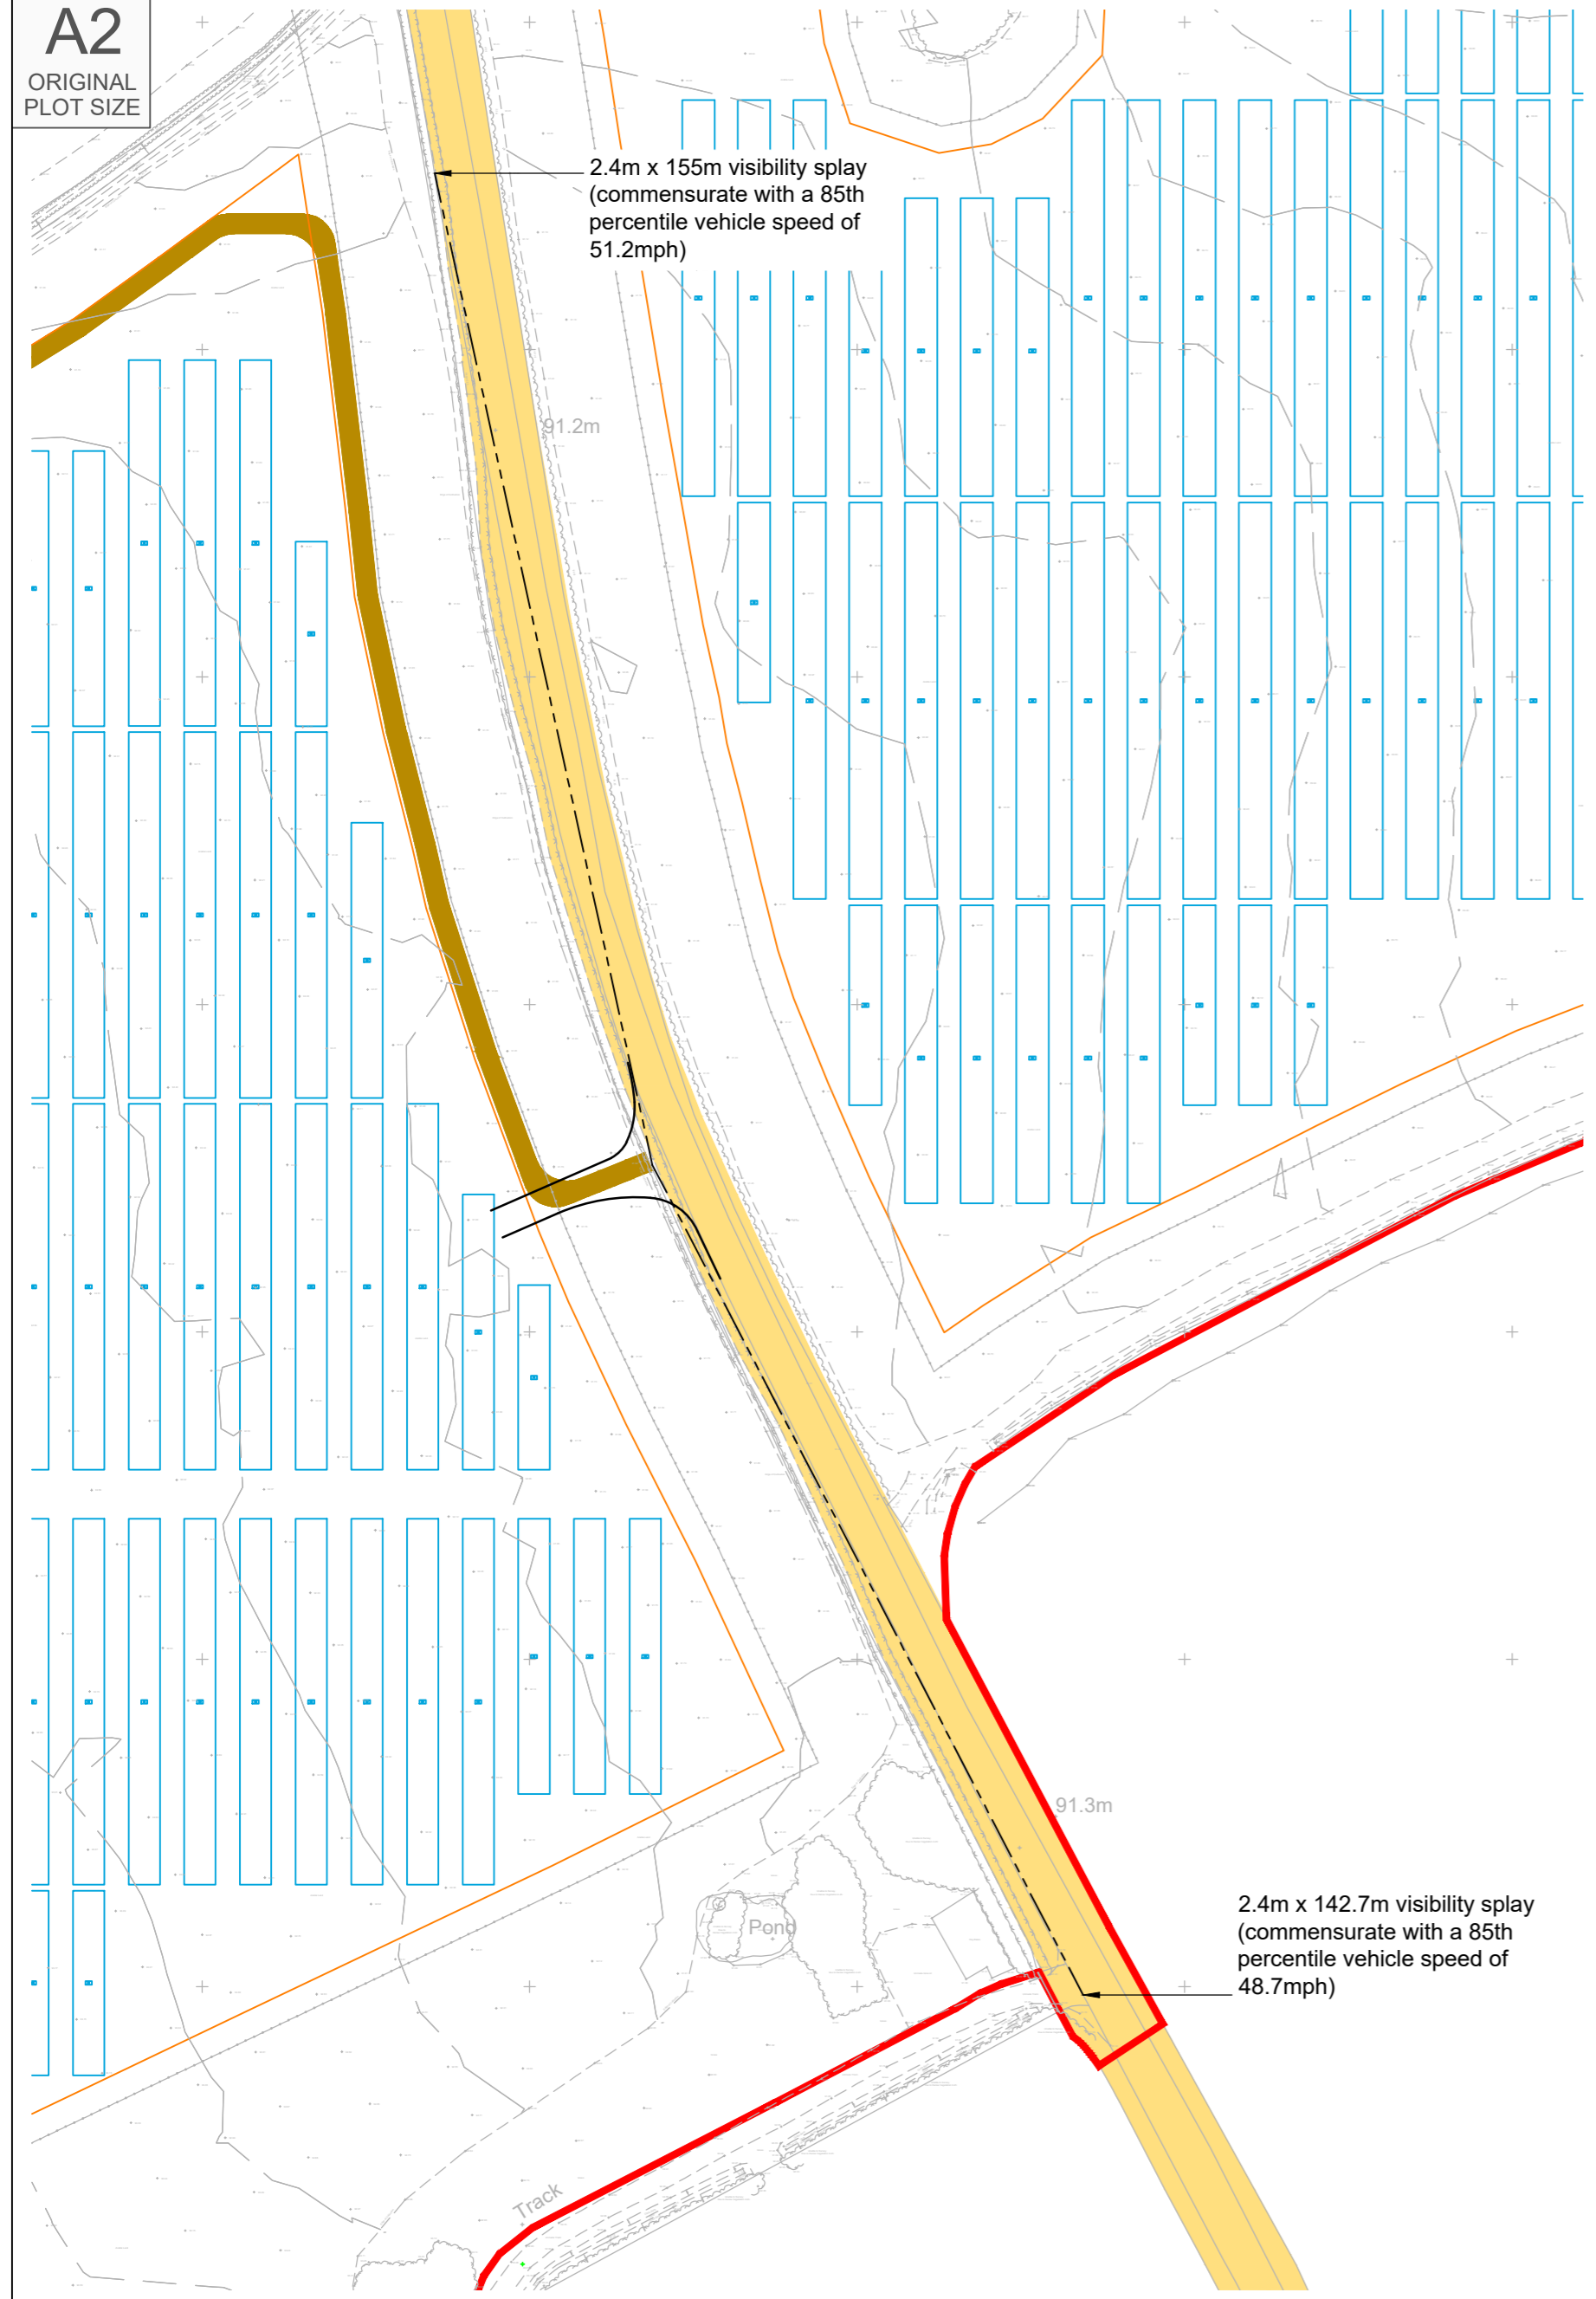 A2
ORIGINAL
PLOT SIZE
2.4m x 155m visibility splay
(commensurate with a 85th
percentile vehicle speed of
51.2mph)
91.2m
91.3m
2.4m x 142.7m visibility splay
(commensurate with a 85th
percentile vehicle speed of
48.7mph)
Pond
Track